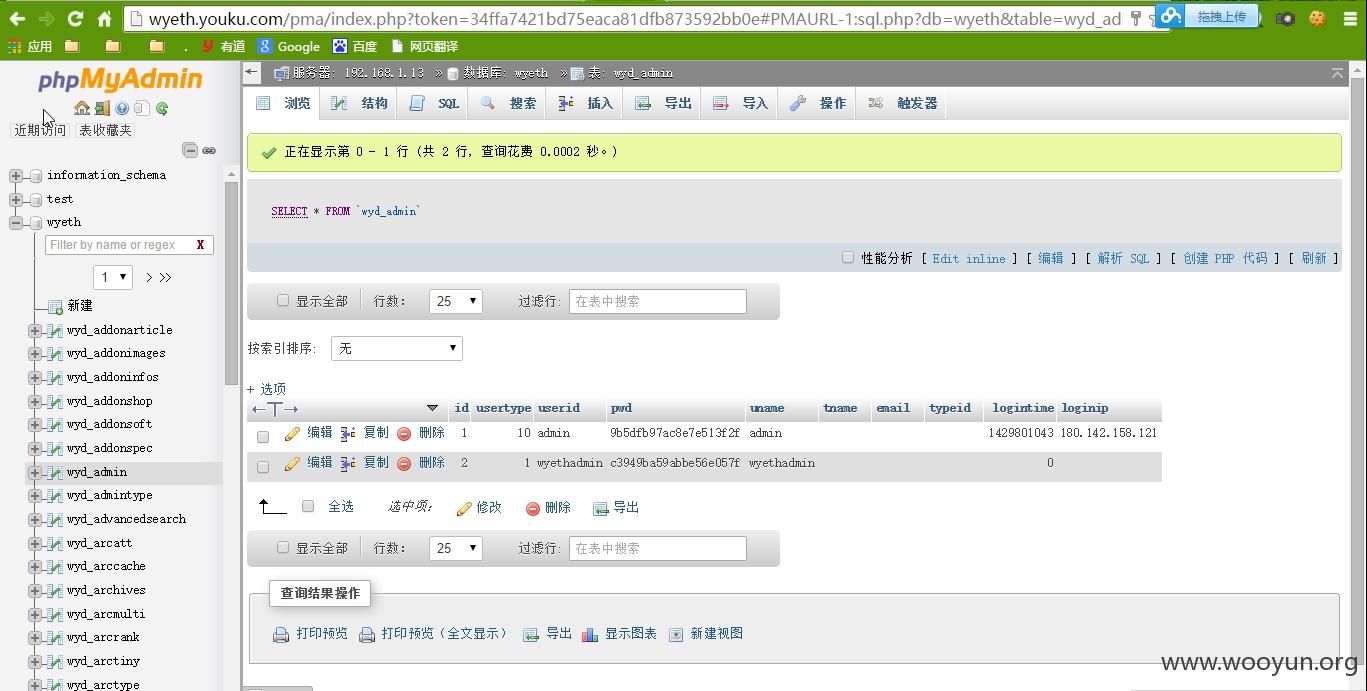 wyeth.youku.com/pma/index.php?token=34ffa7421bd75eaca81dfb873592bb0e#PMAURL-1:sql.php?db=wyeth&table=wyd_ad
拖拽上传
应用 . 有道 Google 百度 网页翻译
phpMyAdmin
近期访问 表收藏夹
information_schema
test
wyeth
Filter by name or regex X
1 > >>
新建
wyd_addonarticle
wyd_addonimages
wyd_addoninfos
wyd_addonshop
wyd_addonsoft
wyd_addonspec
wyd_admin
wyd_admintype
wyd_advancedsearch
wyd_arcatt
wyd_arccache
wyd_archives
wyd_arcmulti
wyd_arcrank
wyd_arctiny
wyd_arctype
服务器: 192.168.1.13 » 数据库: wyeth » 表: wyd_admin
浏览 结构 SQL 搜索 插入 导出 导入 操作 触发器
正在显示第 0 - 1 行 (共 2 行, 查询花费 0.0002 秒。)
SELECT * FROM `wyd_admin`
性能分析 [ Edit inline ] [ 编辑 ] [ 解析 SQL ] [ 创建 PHP 代码 ] [ 刷新 ]
显示全部 行数: 25 过滤行: 在表中搜索
按索引排序: 无
+ 选项
←T→ id usertype userid pwd uname tname email typeid logintime loginip
编辑 复制 删除 1 10 admin 9b5dfb97ac8e7e513f2f admin 1429801043 180.142.158.121
编辑 复制 删除 2 1 wyethadmin c3949ba59abbe56e057f wyethadmin 0
全选 选中项: 修改 删除 导出
显示全部 行数: 25 过滤行: 在表中搜索
查询结果操作
打印预览 打印预览 (全文显示) 导出 显示图表 新建视图
www.wooyun.org